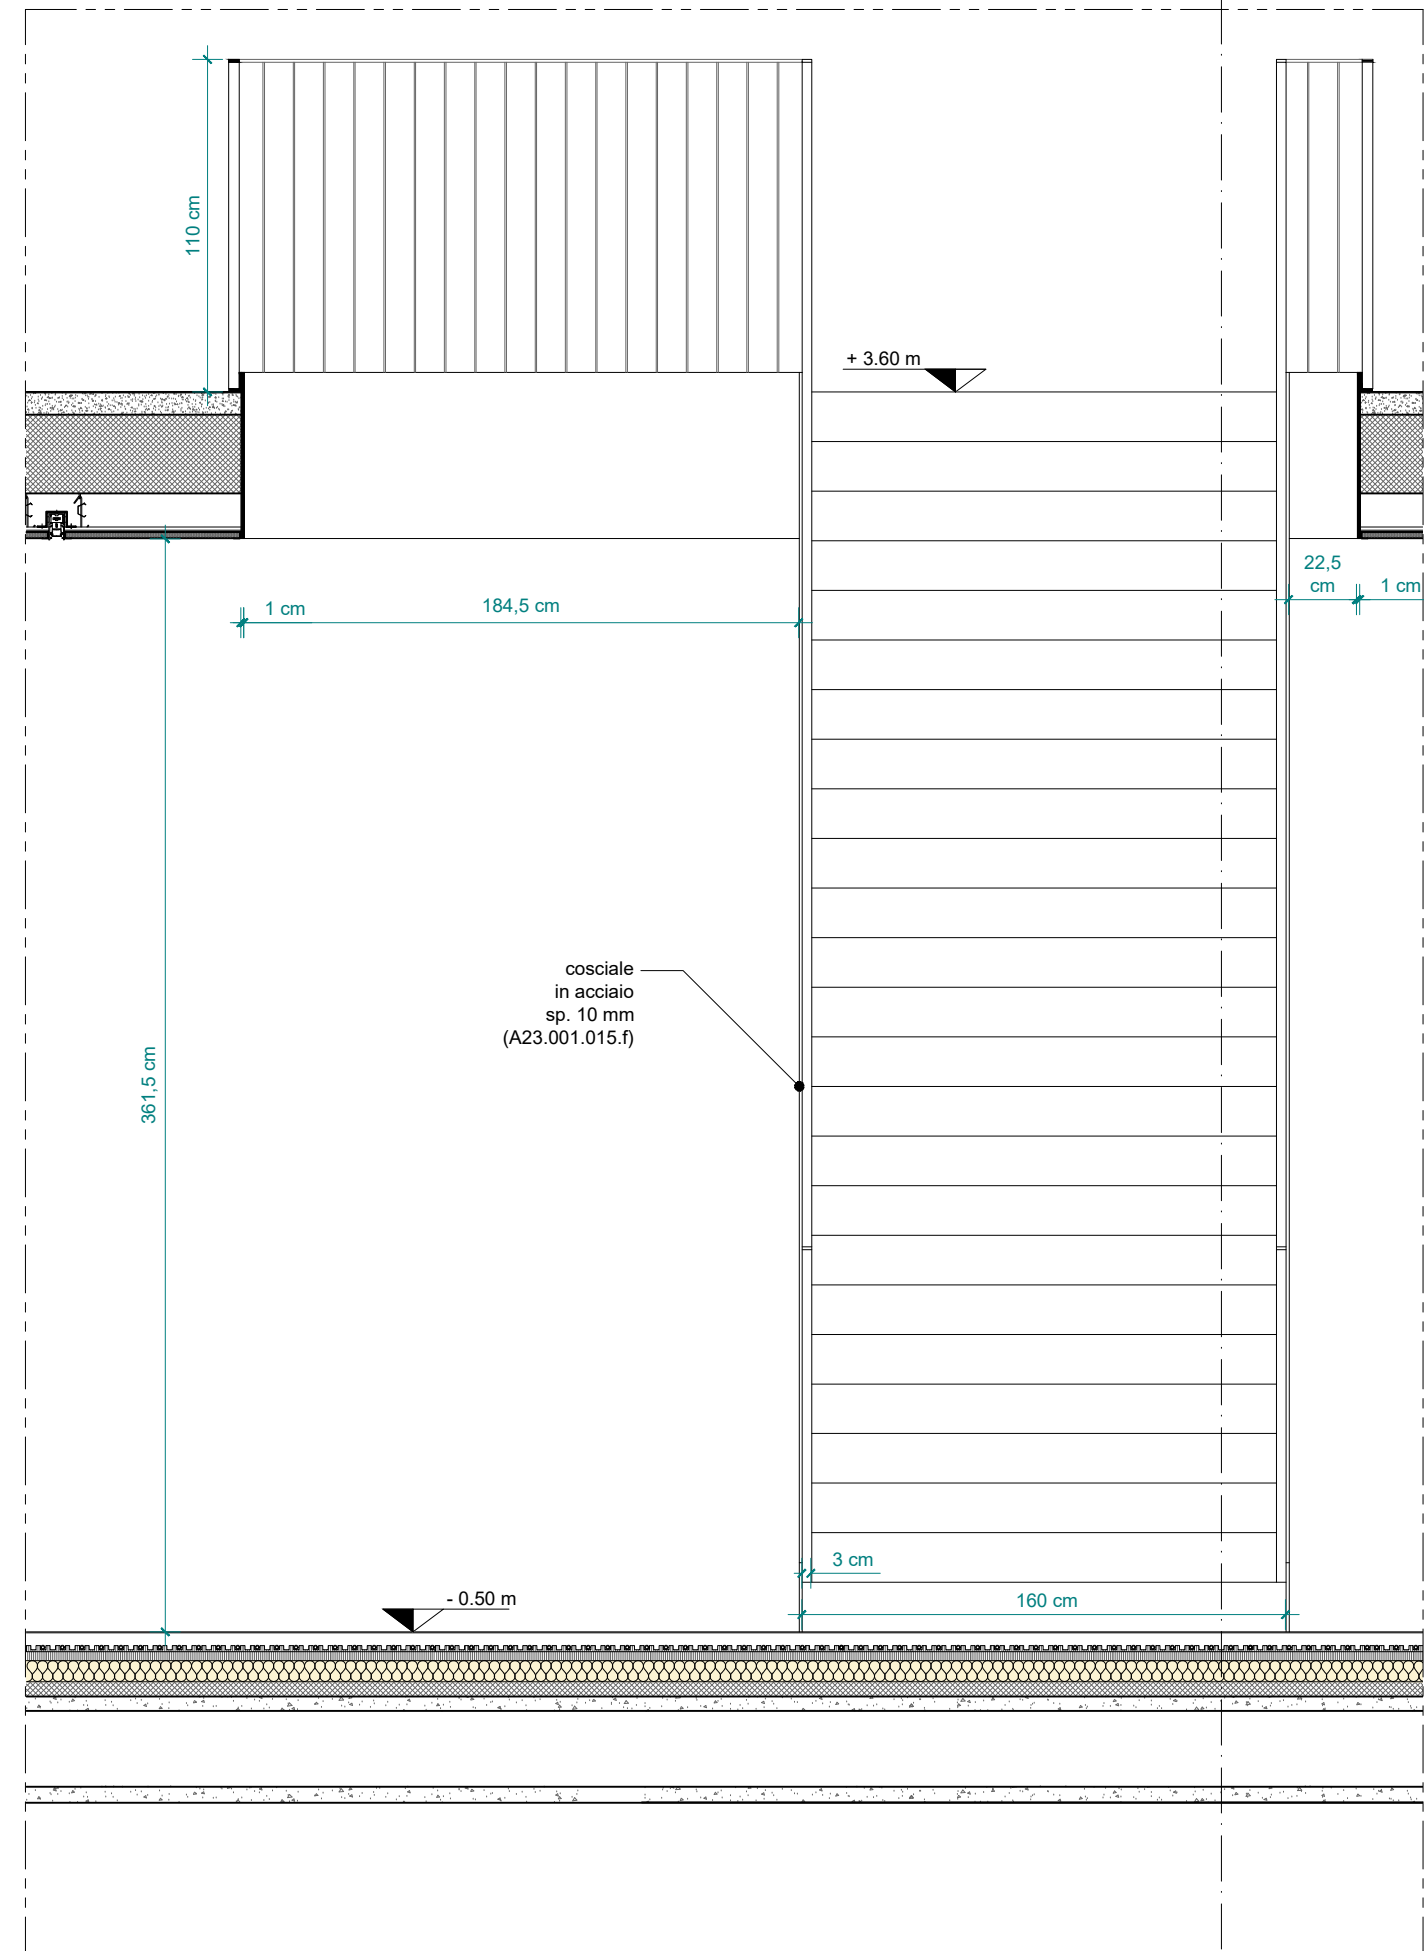 110 cm
+ 3.60 m
22,5
cm
1 cm
1 cm
184,5 cm
cosciale
in acciaio
sp. 10 mm
(A23.001.015.f)
361,5 cm
3 cm
- 0.50 m
160 cm